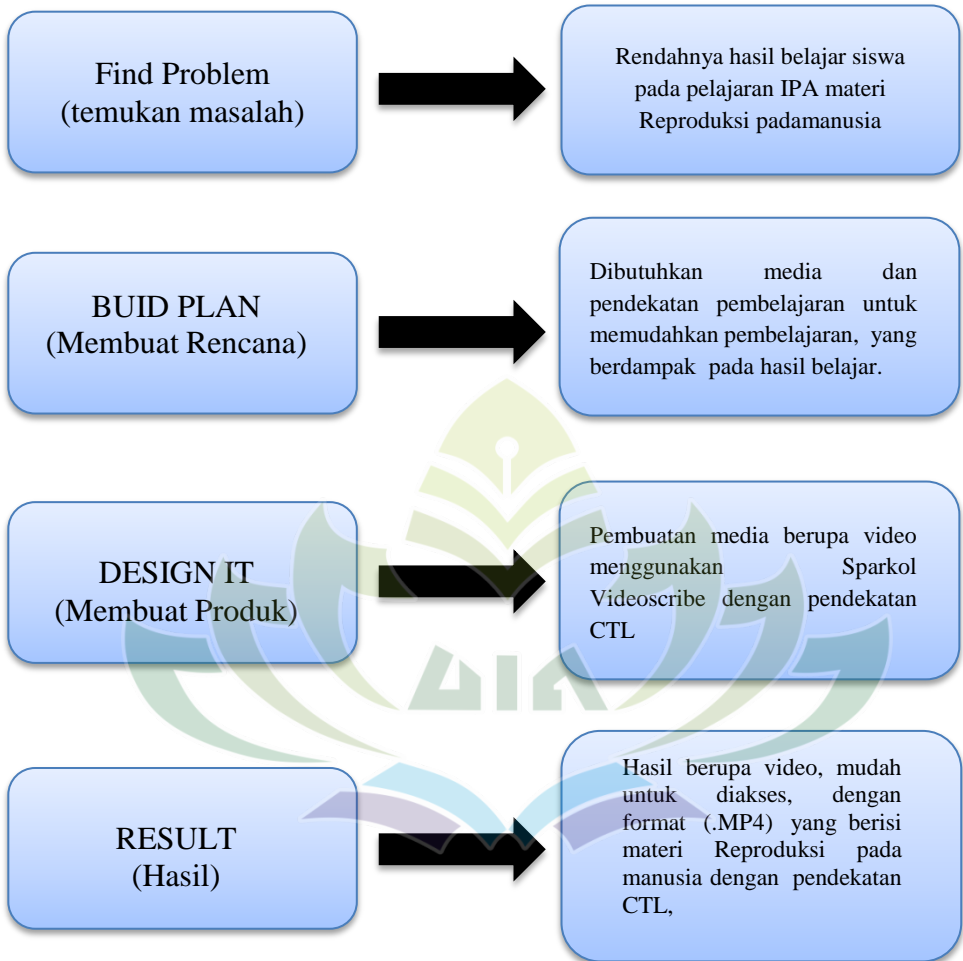 Find Problem
(temukan masalah)
Rendahnya hasil belajar siswa
pada pelajaran IPA materi
Reproduksi padamanusia
BUID PLAN
(Membuat Rencana)
Dibutuhkan media dan
pendekatan pembelajaran untuk
memudahkan pembelajaran, yang
berdampak pada hasil belajar.
DESIGN IT
(Membuat Produk)
Pembuatan media berupa video
menggunakan Sparkol
Videoscribe dengan pendekatan
CTL
RESULT
(Hasil)
Hasil berupa video, mudah
untuk diakses, dengan
format (.MP4) yang berisi
materi Reproduksi pada
manusia dengan pendekatan
CTL,